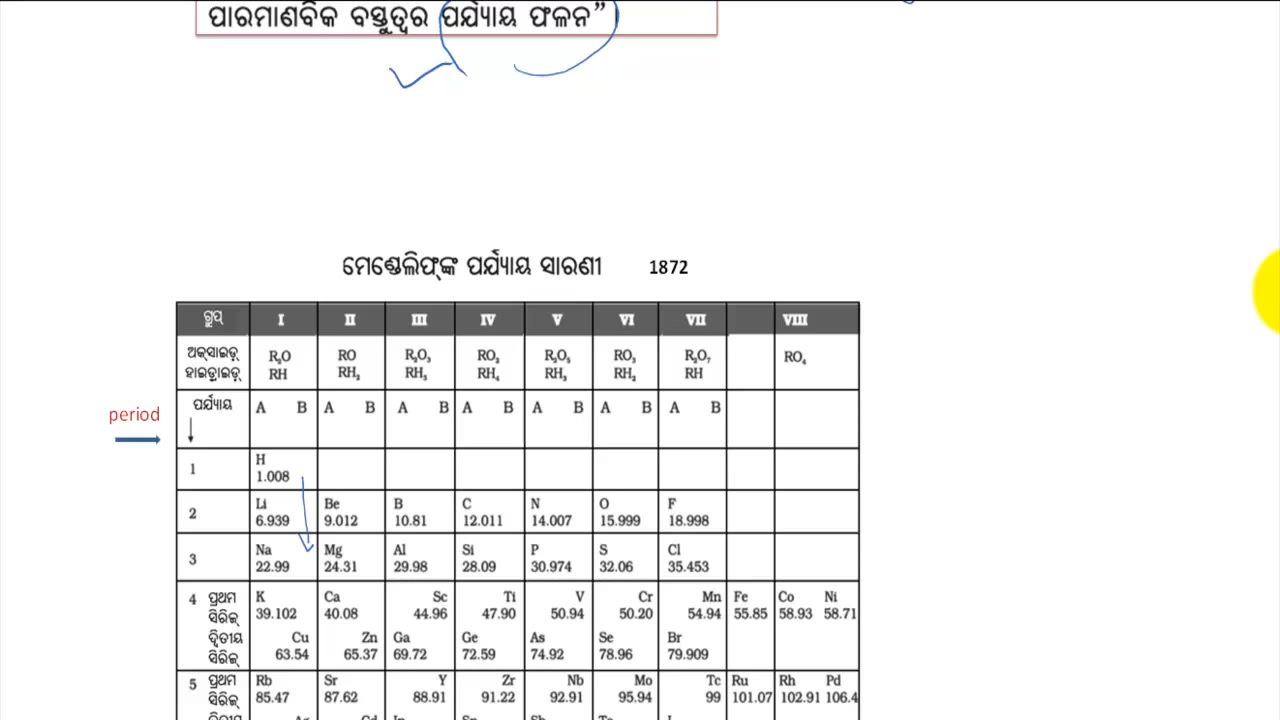 ପାରମାଣବିକ ବସ୍ତୁତ୍ୱର ପର୍ଯ୍ୟାୟ ଫଳନ”
ମେଣ୍ଡେଲିଫ୍‌ଙ୍କ ପର୍ଯ୍ୟାୟ ସାରଣୀ 1872
ଗ୍ରୁପ୍ I II III IV V VI VII VIII
ଅକ୍‌ସାଇଡ଼୍ R₂O RO R₂O₃ RO₂ R₂O₅ RO₃ R₂O₇ RO₄
ହାଇଡ୍ରାଇଡ଼୍ RH RH₂ RH₃ RH₄ RH₃ RH₂ RH
period
ପର୍ଯ୍ୟାୟ A B A B A B A B A B A B A B
1 H
1.008
2 Li Be B C N O F
6.939 9.012 10.81 12.011 14.007 15.999 18.998
3 Na Mg Al Si P S Cl
22.99 24.31 29.98 28.09 30.974 32.06 35.453
4 ପ୍ରଥମ K Ca Sc Ti V Cr Mn Fe Co Ni
ସିରିଜ୍ 39.102 40.08 44.96 47.90 50.94 50.20 54.94 55.85 58.93 58.71
ଦ୍ୱିତୀୟ Cu Zn Ga Ge As Se Br
ସିରିଜ୍ 63.54 65.37 69.72 72.59 74.92 78.96 79.909
5 ପ୍ରଥମ Rb Sr Y Zr Nb Mo Tc Ru Rh Pd
ସିରିଜ୍ 85.47 87.62 88.91 91.22 92.91 95.94 99 101.07 102.91 106.4